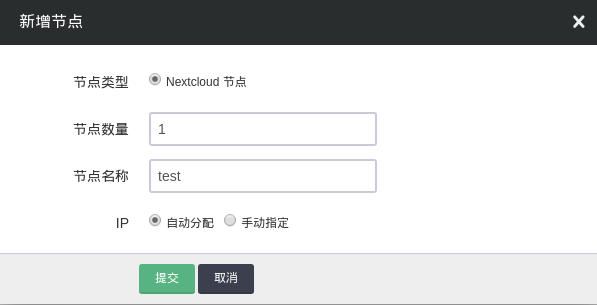 新增节点
节点类型 Nextcloud 节点
节点数量 1
节点名称 test
IP 自动分配 手动指定
提交 取消